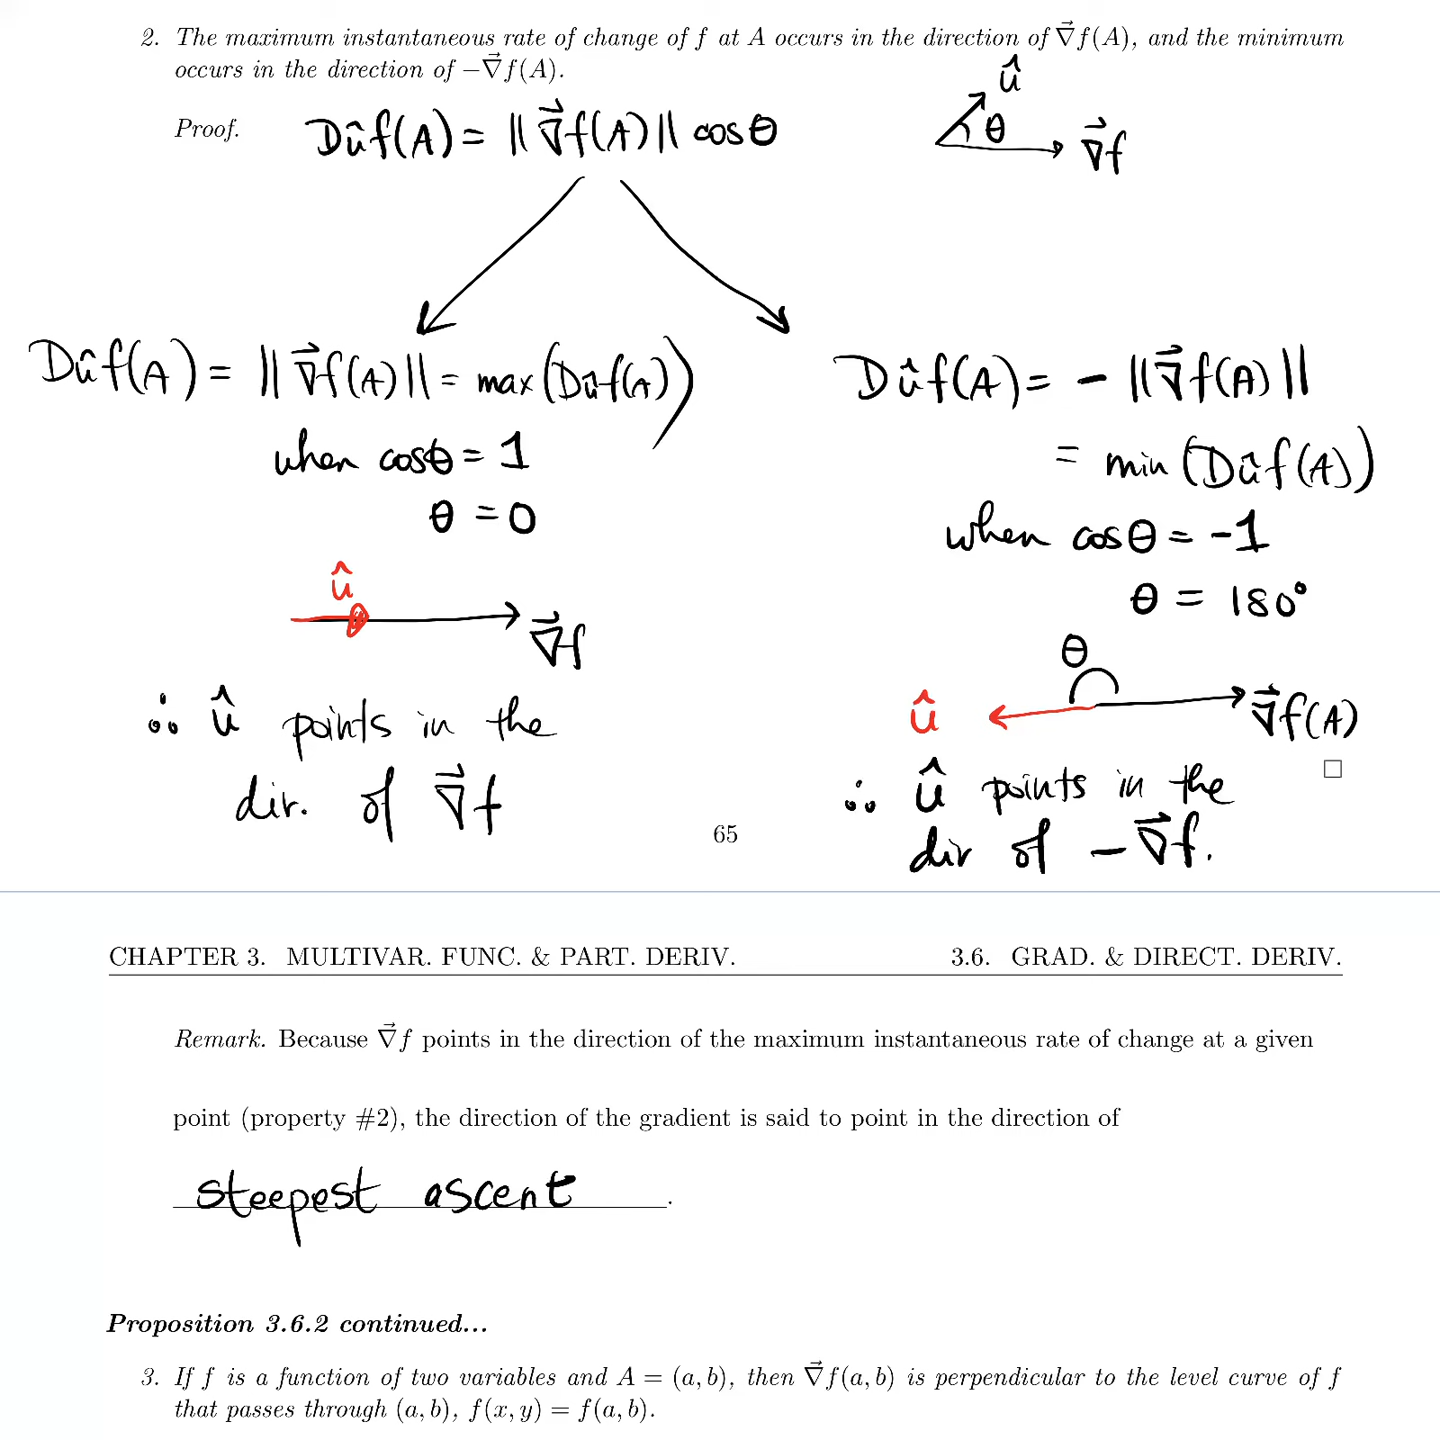 2. The maximum instantaneous rate of change of f at A occurs in the direction of ∇⃗f(A), and the minimum
occurs in the direction of −∇⃗f(A).
Proof. Dûf(A) = ||∇⃗f(A)|| cosθ
û
θ
∇⃗f
Dûf(A) = ||∇⃗f(A)|| = max(Dûf(A))
when cosθ = 1
θ = 0
û
∇⃗f
∴ û points in the
dir. of ∇⃗f
Dûf(A) = - ||∇⃗f(A)||
= min(Dûf(A))
when cosθ = -1
θ = 180°
θ
û
∇⃗f(A)
□
∴ û points in the
dir of - ∇⃗f.
65
CHAPTER 3. MULTIVAR. FUNC. & PART. DERIV. 3.6. GRAD. & DIRECT. DERIV.
Remark. Because ∇⃗f points in the direction of the maximum instantaneous rate of change at a given
point (property #2), the direction of the gradient is said to point in the direction of
steepest ascent.
Proposition 3.6.2 continued...
3. If f is a function of two variables and A = (a, b), then ∇⃗f(a, b) is perpendicular to the level curve of f
that passes through (a, b), f(x, y) = f(a, b).